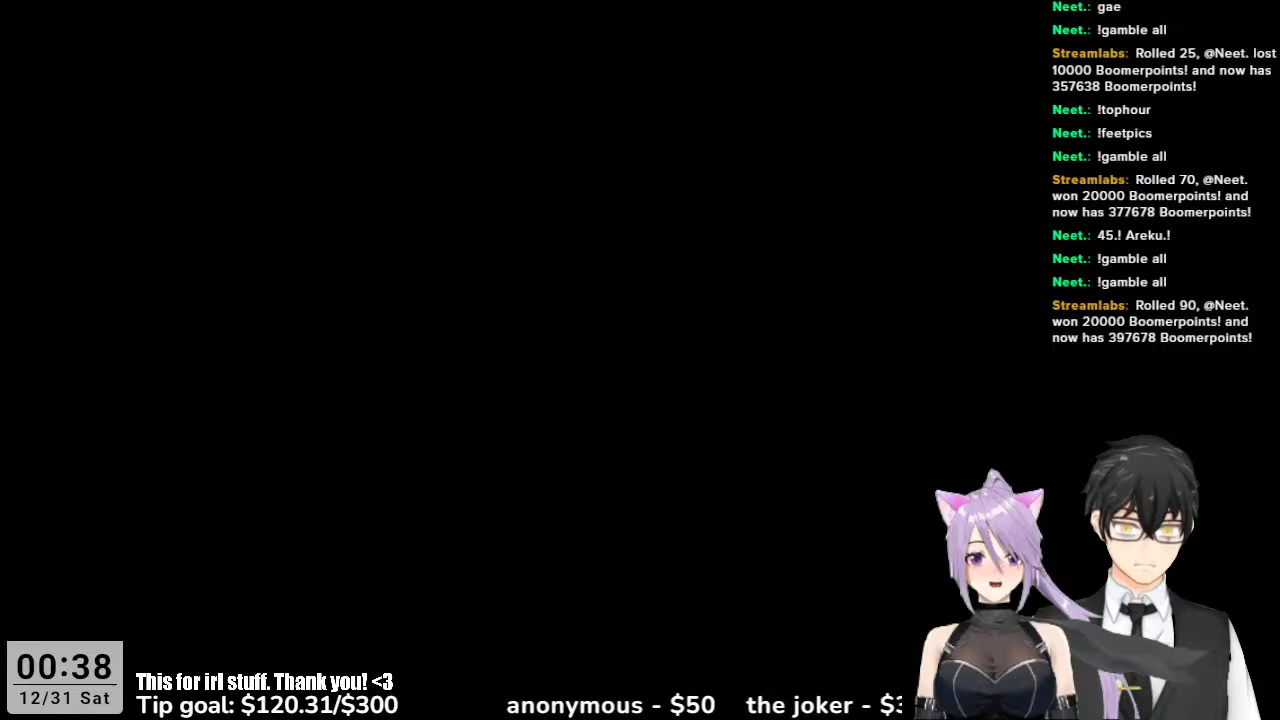 Neet.: gae
Neet.: !gamble all
Streamlabs: Rolled 25, @Neet. lost
10000 Boomerpoints! and now has
357638 Boomerpoints!
Neet.: !tophour
Neet.: !feetpics
Neet.: !gamble all
Streamlabs: Rolled 70, @Neet.
won 20000 Boomerpoints! and
now has 377678 Boomerpoints!
Neet.: 45.! Areku.!
Neet.: !gamble all
Neet.: !gamble all
Streamlabs: Rolled 90, @Neet.
won 20000 Boomerpoints! and
now has 397678 Boomerpoints!
00:38
12/31 Sat
This for irl stuff. Thank you! <3
Tip goal: $120.31/$300
anonymous - $50 the joker - $